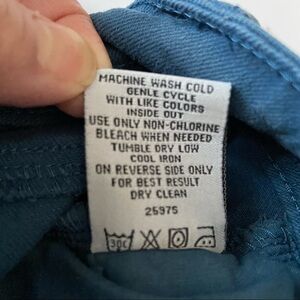 MACHINE WASH COLD
GENLE CYCLE
WITH LIKE COLORS
INSIDE OUT
USE ONLY NON-CHLORINE
BLEACH WHEN NEEDED
TUMBLE DRY LOW
COOL IRON
ON REVERSE SIDE ONLY
FOR BEST RESULT
DRY CLEAN
25975
30C